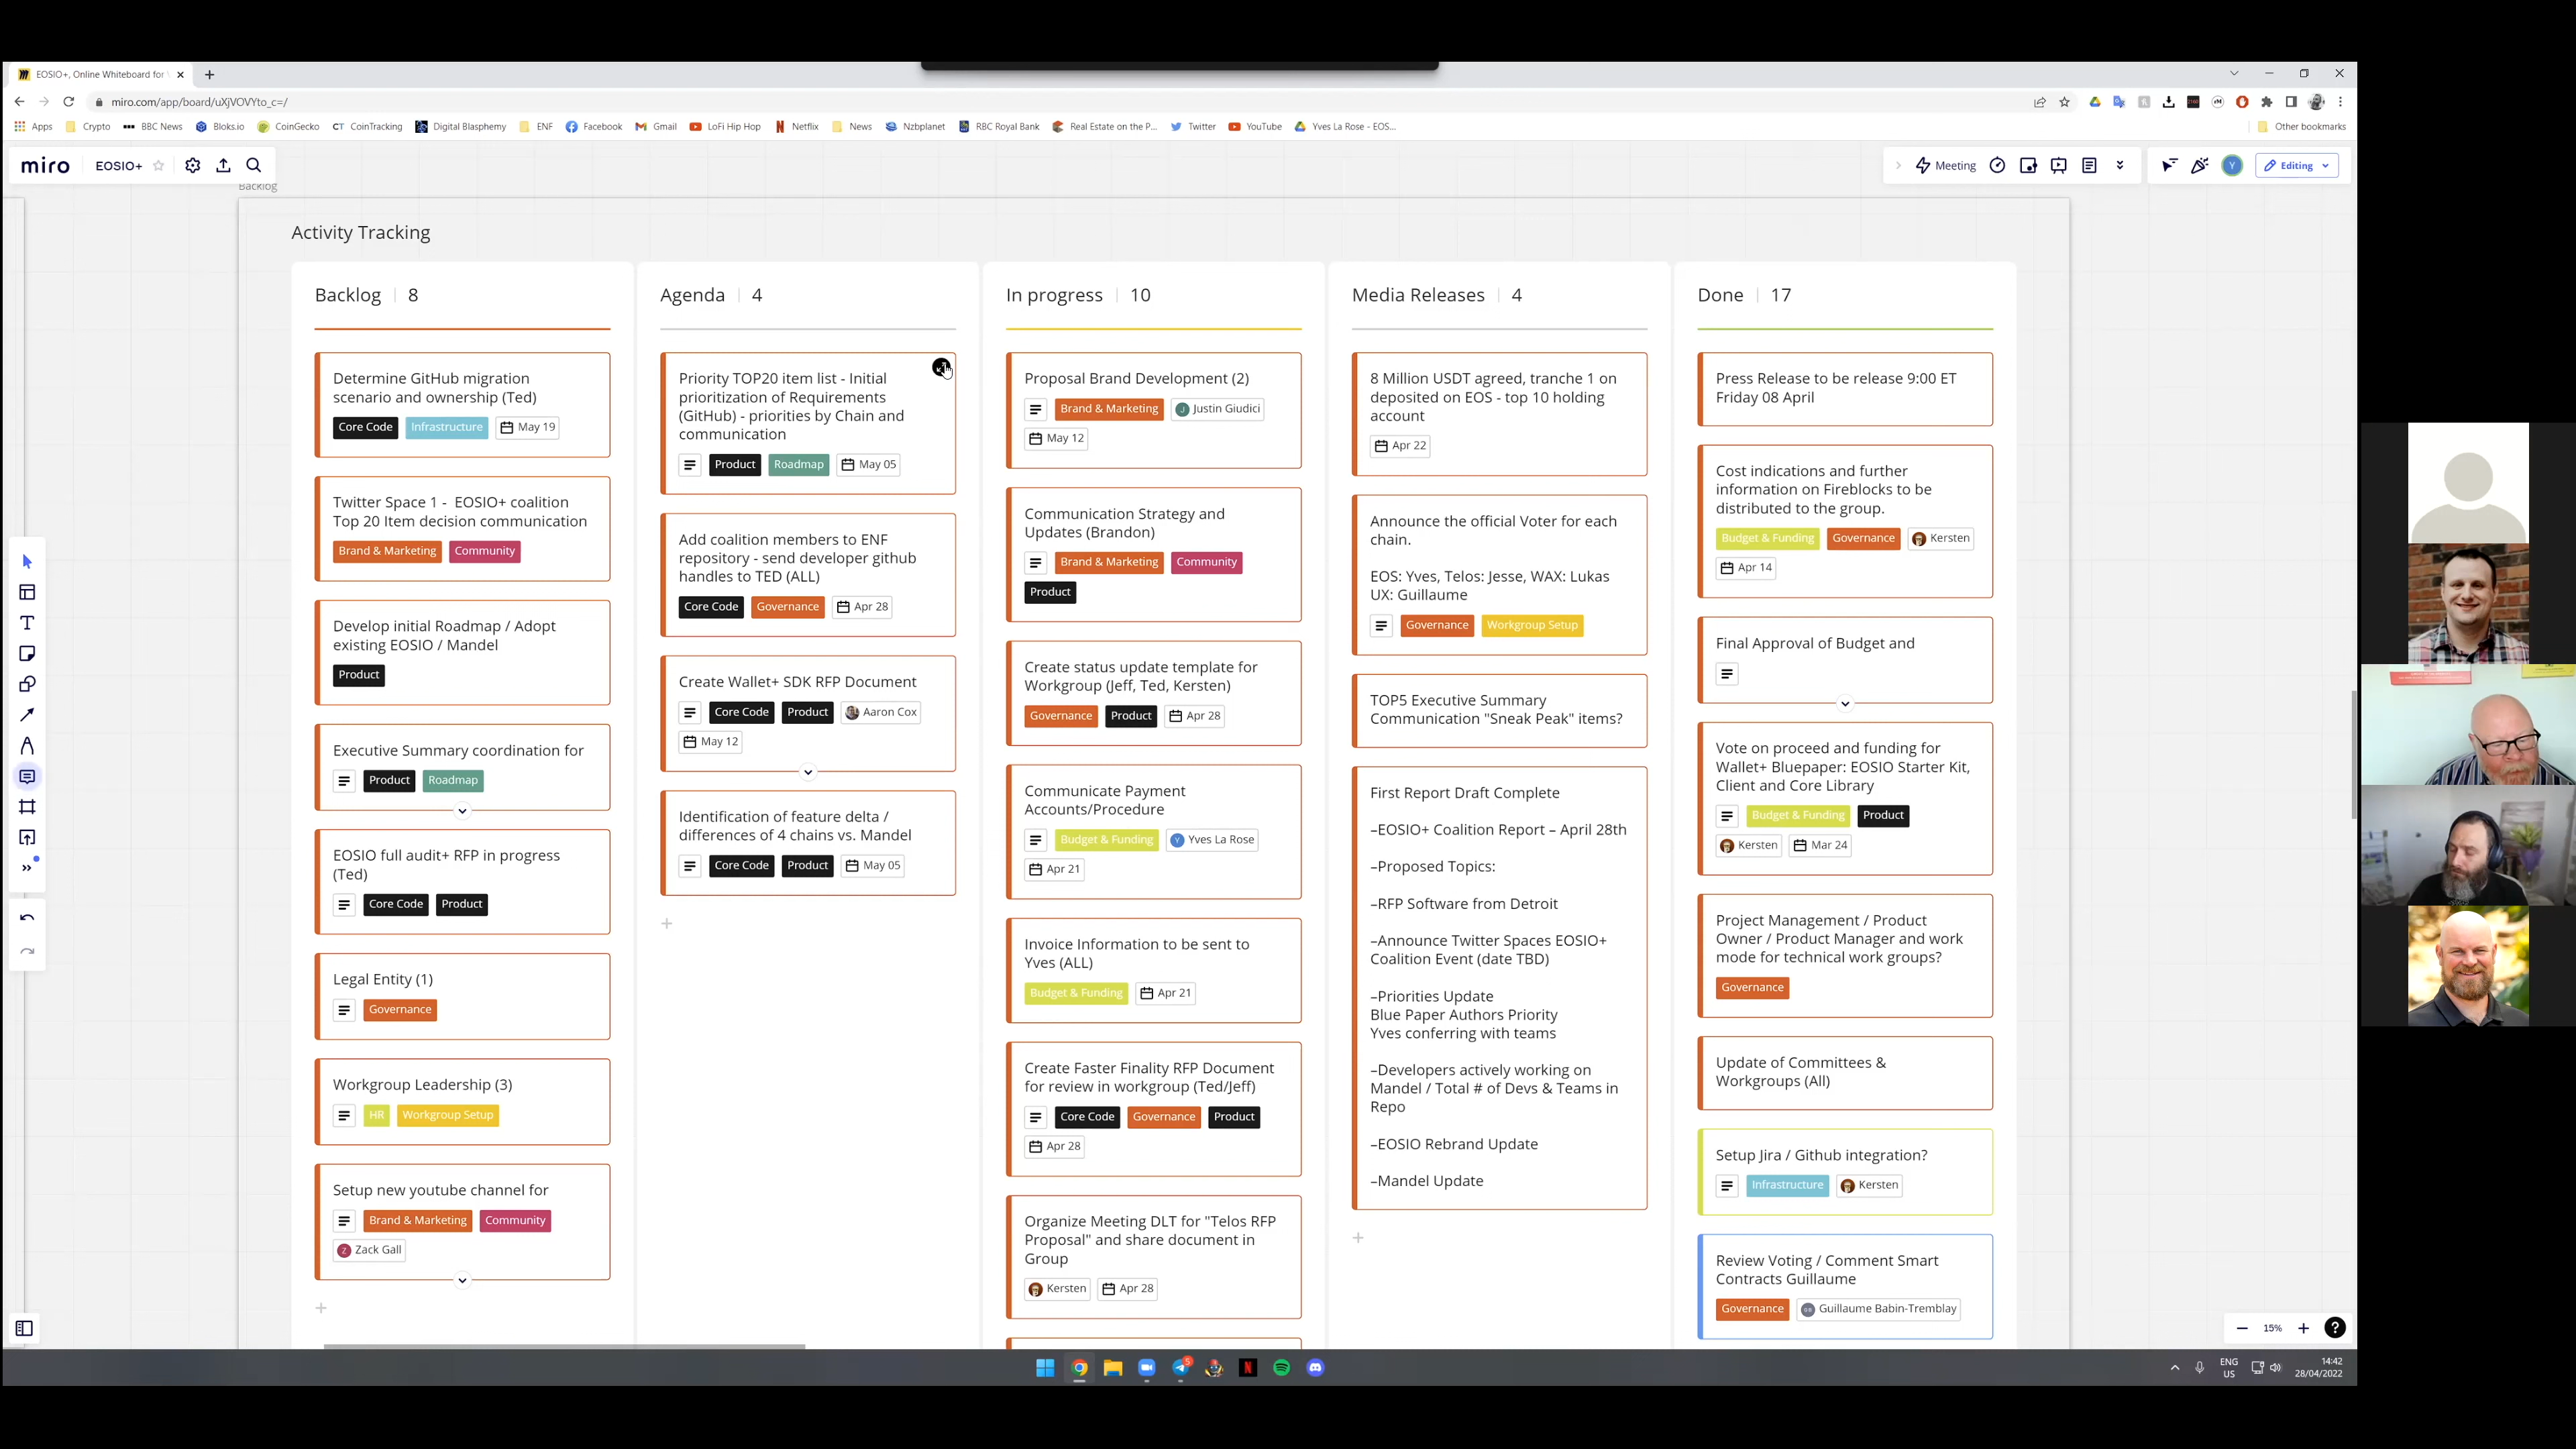 EOSIO+, Online Whiteboard for
miro.com/app/board/uXjVOVYto_c=/
Apps
Crypto
BBC News
Bloks.io
CoinGecko
CT CoinTracking
Digital Blasphemy
ENF
Facebook
Gmail
LoFi Hip Hop
Netflix
News
Nzbplanet
RBC Royal Bank
Real Estate on the P...
Twitter
YouTube
Yves La Rose - EOS...
Other bookmarks
miro
EOSIO+
Meeting
Y
Editing
Backlog
Activity Tracking
Backlog 8
Determine GitHub migration
scenario and ownership (Ted)
Core Code Infrastructure May 19
Twitter Space 1 - EOSIO+ coalition
Top 20 Item decision communication
Brand & Marketing Community
Develop initial Roadmap / Adopt
existing EOSIO / Mandel
Product
Executive Summary coordination for
Product Roadmap
EOSIO full audit+ RFP in progress
(Ted)
Core Code Product
Legal Entity (1)
Governance
Workgroup Leadership (3)
HR Workgroup Setup
Setup new youtube channel for
Brand & Marketing Community
Z Zack Gall
Agenda 4
Priority TOP20 item list - Initial
prioritization of Requirements
(GitHub) - priorities by Chain and
communication
Product Roadmap May 05
Add coalition members to ENF
repository - send developer github
handles to TED (ALL)
Core Code Governance Apr 28
Create Wallet+ SDK RFP Document
Core Code Product Aaron Cox
May 12
Identification of feature delta /
differences of 4 chains vs. Mandel
Core Code Product May 05
In progress 10
Proposal Brand Development (2)
Brand & Marketing J Justin Giudici
May 12
Communication Strategy and
Updates (Brandon)
Brand & Marketing Community
Product
Create status update template for
Workgroup (Jeff, Ted, Kersten)
Governance Product Apr 28
Communicate Payment
Accounts/Procedure
Budget & Funding Y Yves La Rose
Apr 21
Invoice Information to be sent to
Yves (ALL)
Budget & Funding Apr 21
Create Faster Finality RFP Document
for review in workgroup (Ted/Jeff)
Core Code Governance Product
Apr 28
Organize Meeting DLT for "Telos RFP
Proposal" and share document in
Group
Kersten Apr 28
Media Releases 4
8 Million USDT agreed, tranche 1 on
deposited on EOS - top 10 holding
account
Apr 22
Announce the official Voter for each
chain.
EOS: Yves, Telos: Jesse, WAX: Lukas
UX: Guillaume
Governance Workgroup Setup
TOP5 Executive Summary
Communication "Sneak Peak" items?
First Report Draft Complete
–EOSIO+ Coalition Report – April 28th
–Proposed Topics:
–RFP Software from Detroit
–Announce Twitter Spaces EOSIO+
Coalition Event (date TBD)
–Priorities Update
Blue Paper Authors Priority
Yves conferring with teams
–Developers actively working on
Mandel / Total # of Devs & Teams in
Repo
–EOSIO Rebrand Update
–Mandel Update
Done 17
Press Release to be release 9:00 ET
Friday 08 April
Cost indications and further
information on Fireblocks to be
distributed to the group.
Budget & Funding Governance Kersten
Apr 14
Final Approval of Budget and
Vote on proceed and funding for
Wallet+ Bluepaper: EOSIO Starter Kit,
Client and Core Library
Budget & Funding Product
Kersten Mar 24
Project Management / Product
Owner / Product Manager and work
mode for technical work groups?
Governance
Update of Committees &
Workgroups (All)
Setup Jira / Github integration?
Infrastructure Kersten
Review Voting / Comment Smart
Contracts Guillaume
Governance Guillaume Babin-Tremblay
15%
ENG
US
14:42
28/04/2022